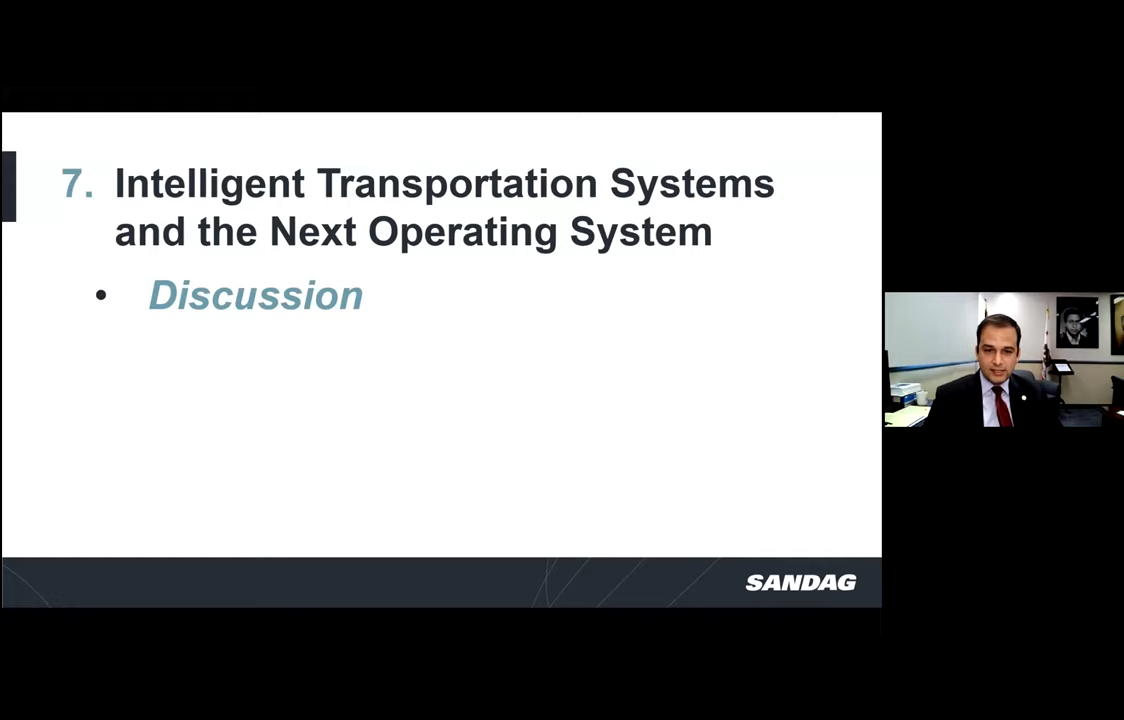 7. Intelligent Transportation Systems
and the Next Operating System
• Discussion
SANDAG